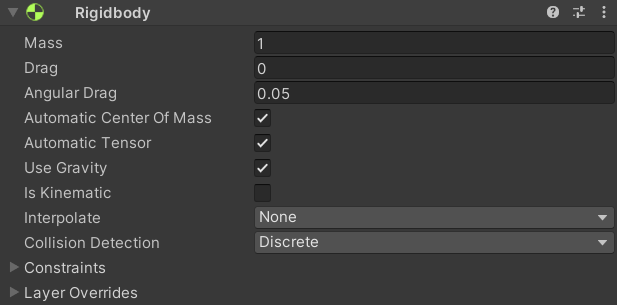 Rigidbody
Mass 1
Drag 0
Angular Drag 0.05
Automatic Center Of Mass
Automatic Tensor
Use Gravity
Is Kinematic
Interpolate None
Collision Detection Discrete
Constraints
Layer Overrides